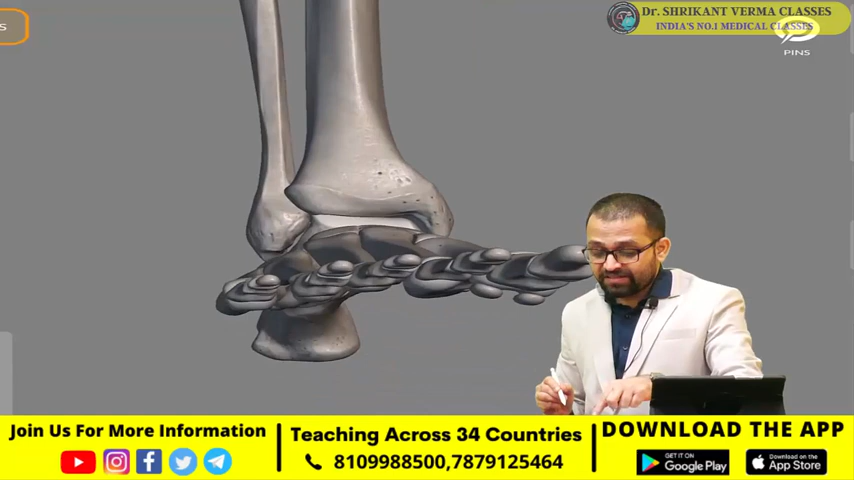 S
Dr. SHRIKANT VERMA CLASSES
INDIA'S NO.1 MEDICAL CLASSES
PINS
Join Us For More Information
Teaching Across 34 Countries
8109988500,7879125464
DOWNLOAD THE APP
GET IT ON
Google Play
Download on the
App Store